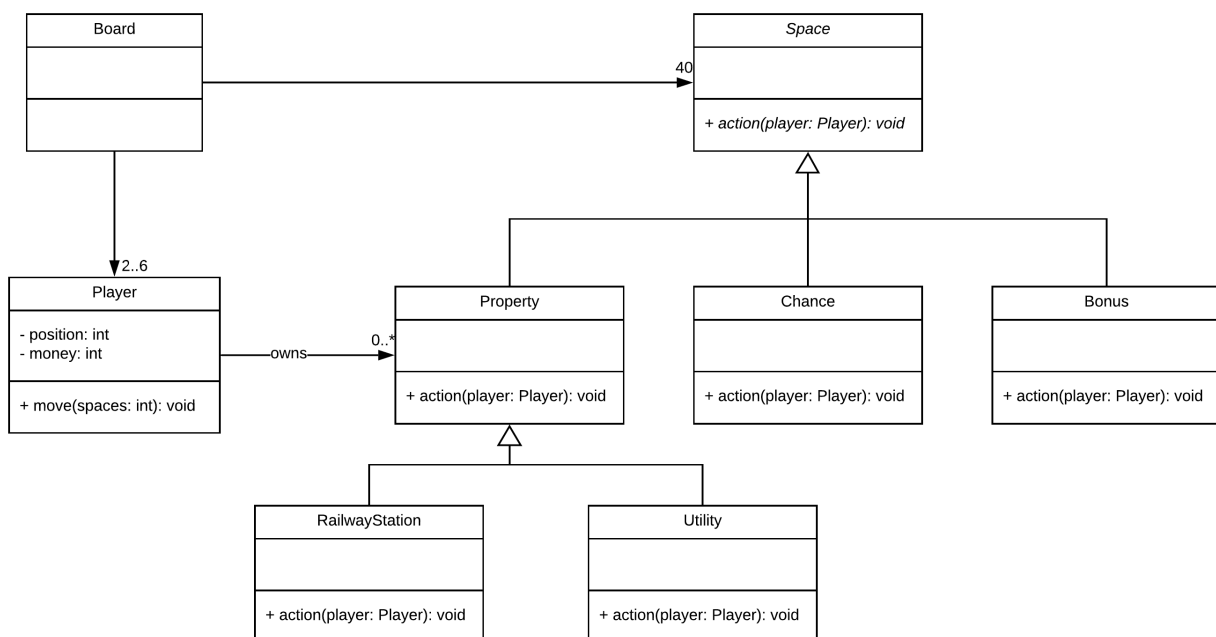 Board
Space
40
+ action(player: Player): void
2..6
Player
- position: int
- money: int
+ move(spaces: int): void
owns
0..*
Property
+ action(player: Player): void
Chance
+ action(player: Player): void
Bonus
+ action(player: Player): void
RailwayStation
+ action(player: Player): void
Utility
+ action(player: Player): void